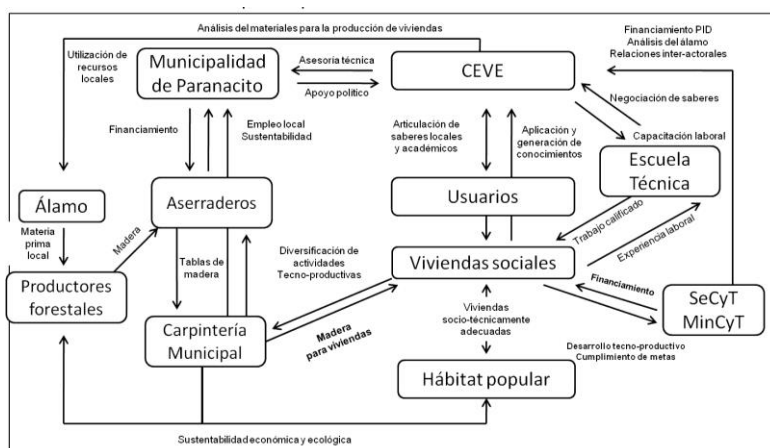 Análisis del materiales para la producción de viviendas
Financiamiento PID
Análisis del álamo
Relaciones inter-actorales
Utilización de
recursos
locales
Municipalidad
de Paranacito
Asesoría técnica
Apoyo político
CEVE
Negociación de saberes
Capacitación laboral
Financiamiento
Empleo local
Sustentabilidad
Articulación de
saberes locales
y académicos
Aplicación y
generación de
conocimientos
Escuela
Técnica
Álamo
Aserraderos
Usuarios
Materia
prima
local
Madera
Trabajo calificado
Experiencia laboral
Tablas de
madera
Diversificación de
actividades
Tecno-productivas
Viviendas sociales
Productores
forestales
Financiamiento
SeCyT
MinCyT
Carpintería
Municipal
Madera
para viviendas
Viviendas
socio-técnicamente
adecuadas
Desarrollo tecno-productivo
Cumplimiento de metas
Hábitat popular
Sustentabilidad económica y ecológica